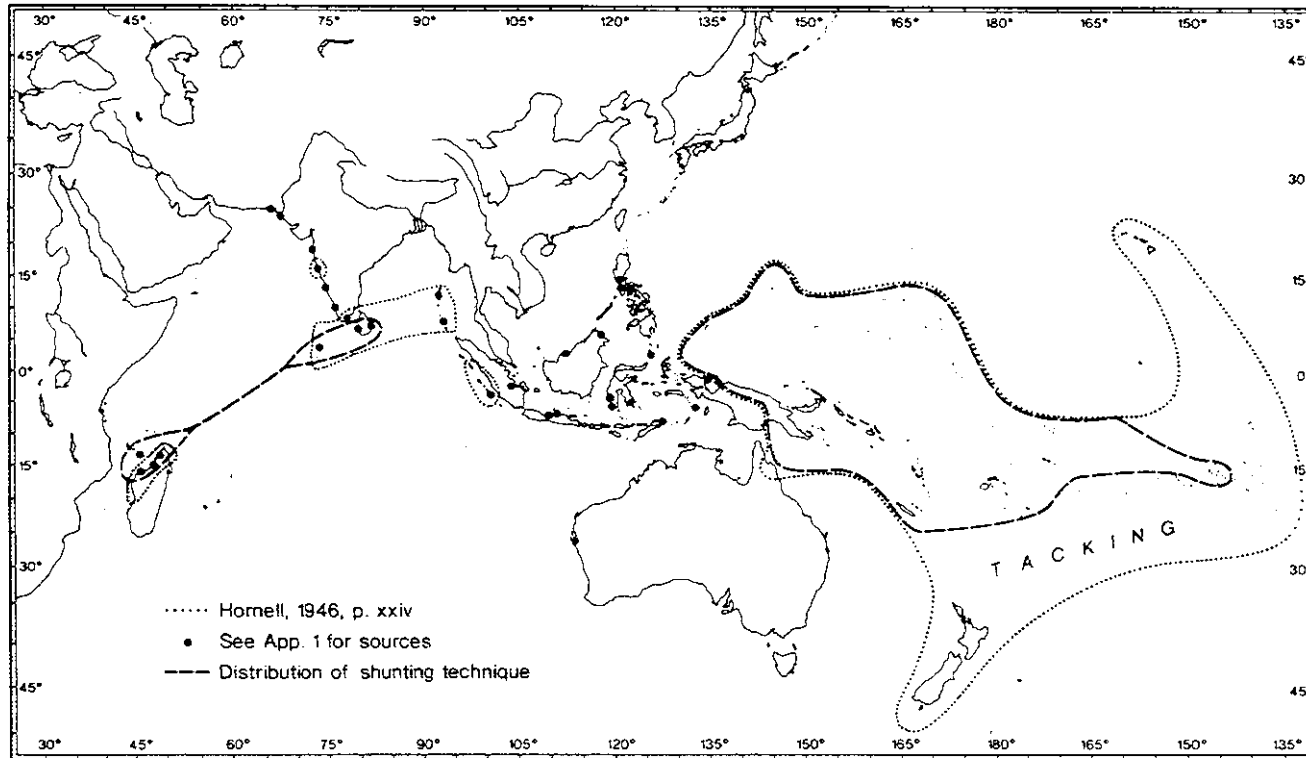 30° 45° 60° 75° 90° 105° 120° 135° 150° 165° 180° 165° 150° 135°
45° 45°
30° 30°
15° 15
0° 0
15° 15
TACKING
30° 30
Hornell, 1946, p. xxiv
See App. 1 for sources
Distribution of shunting technique
45° 45
30° 45° 60° 75° 90° 105° 120° 135° 150° 165° 180° 165° 150° 135°